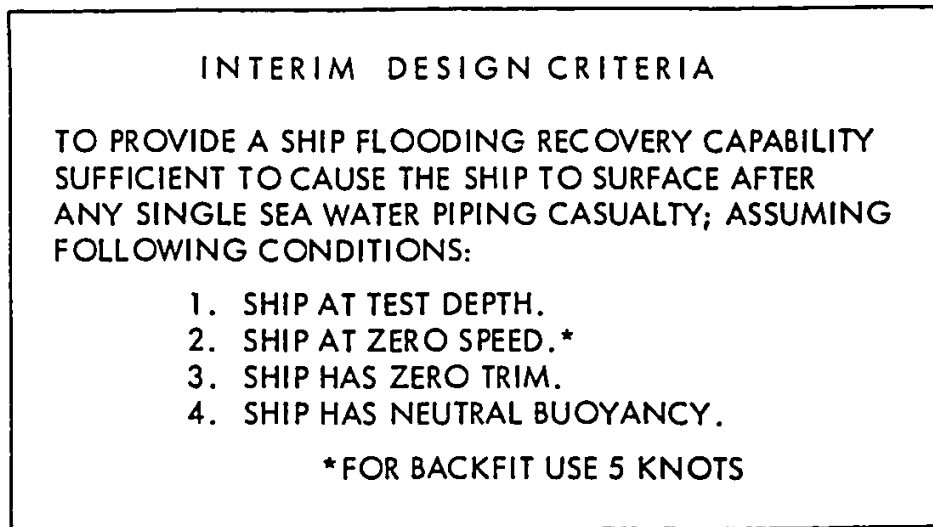 INTERIM DESIGN CRITERIA
TO PROVIDE A SHIP FLOODING RECOVERY CAPABILITY
SUFFICIENT TO CAUSE THE SHIP TO SURFACE AFTER
ANY SINGLE SEA WATER PIPING CASUALTY; ASSUMING
FOLLOWING CONDITIONS:
1. SHIP AT TEST DEPTH.
2. SHIP AT ZERO SPEED.*
3. SHIP HAS ZERO TRIM.
4. SHIP HAS NEUTRAL BUOYANCY.
*FOR BACKFIT USE 5 KNOTS